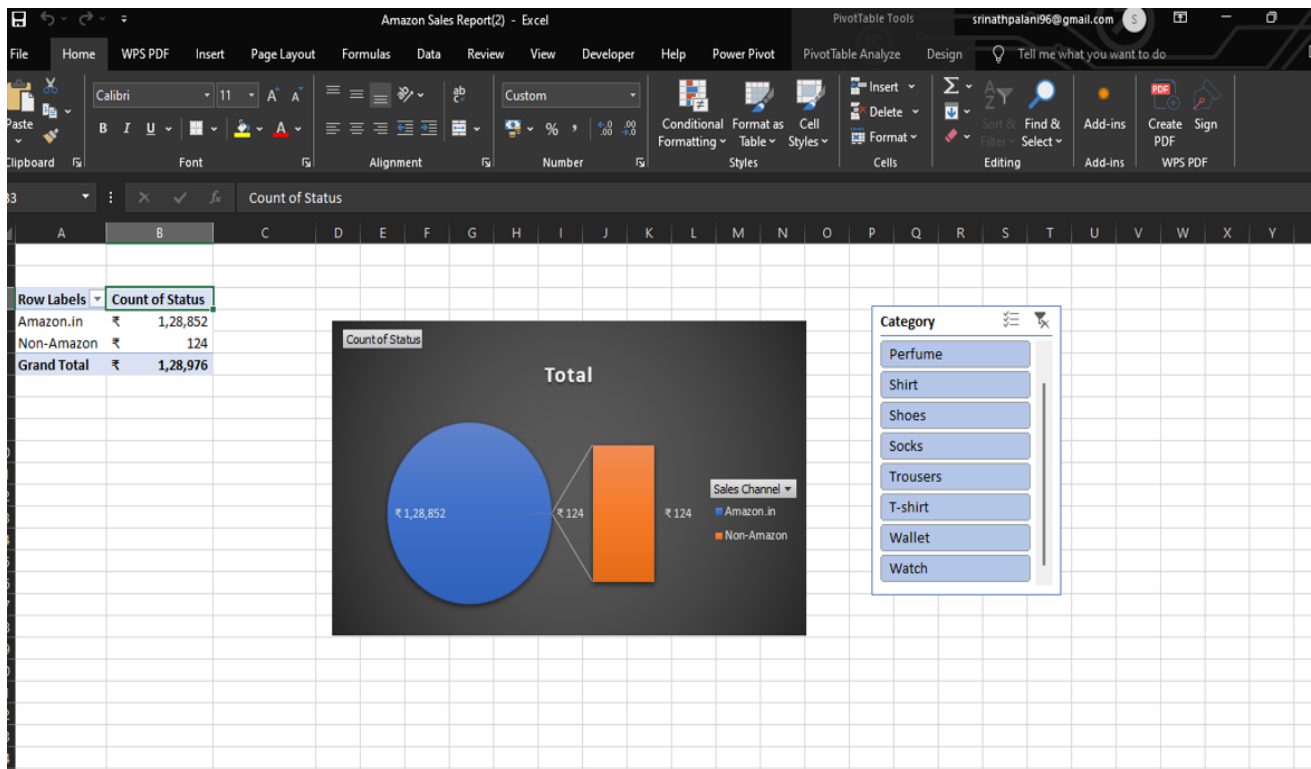 Amazon Sales Report(2) - Excel
PivotTable Tools
srinathpalani96@gmail.com S
File Home WPS PDF Insert Page Layout Formulas Data Review View Developer Help Power Pivot PivotTable Analyze Design Tell me what you want to do
Paste
Calibri 11 A A
B I U A
ab
Custom
% , .00 .0
Conditional Formatting
Format as Table
Cell Styles
Insert
Delete
Format
Sort & Filter
Find & Select
Add-ins
Create PDF
Sign
Clipboard Font Alignment Number Styles Cells Editing Add-ins WPS PDF
B3 fx Count of Status
A B C D E F G H I J K L M N O P Q R S T U V W X Y
Row Labels Count of Status
Amazon.in ₹ 1,28,852
Non-Amazon ₹ 124
Grand Total ₹ 1,28,976
Count of Status
Total
₹ 1,28,852
₹ 124
₹ 124
Sales Channel
Amazon.in
Non-Amazon
Category
Perfume
Shirt
Shoes
Socks
Trousers
T-shirt
Wallet
Watch